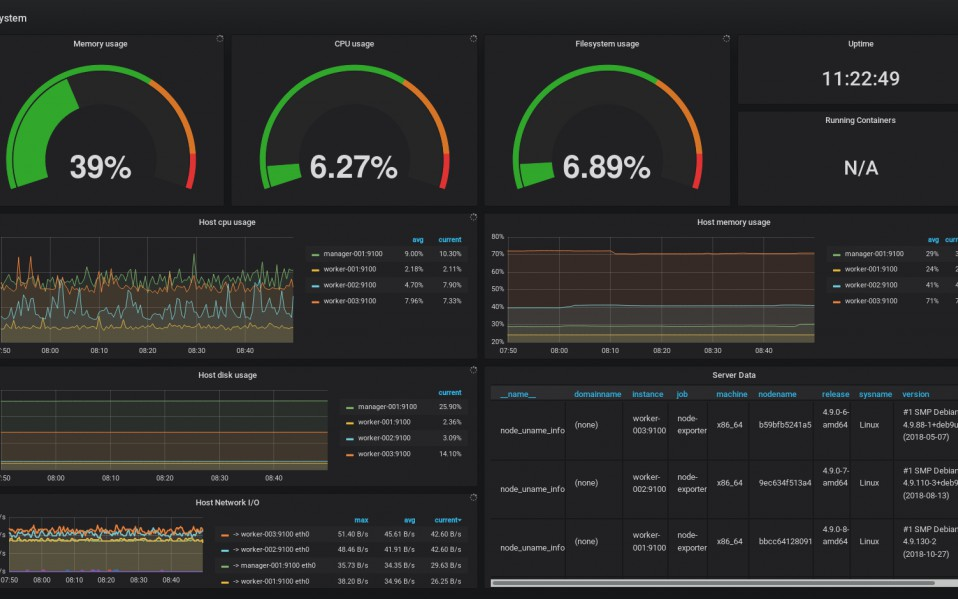 ystem
Memory usage
39%
CPU usage
6.27%
Filesystem usage
6.89%
Uptime
11:22:49
Running Containers
N/A
Host cpu usage
avg current
manager-001:9100 9.00% 10.30%
worker-001:9100 2.18% 2.11%
worker-002:9100 4.70% 7.90%
worker-003:9100 7.96% 7.33%
:50 08:00 08:10 08:20 08:30 08:40
Host memory usage
80%
70%
60%
50%
40%
30%
20%
07:50 08:00 08:10 08:20 08:30 08:40
avg curr
manager-001:9100 29% 3
worker-001:9100 24% 2
worker-002:9100 41% 4
worker-003:9100 71% 7
Host disk usage
current
manager-001:9100 25.90%
worker-001:9100 2.36%
worker-002:9100 3.09%
worker-003:9100 14.10%
:50 08:00 08:10 08:20 08:30 08:40
Host Network I/O
max avg current
-> worker-003:9100 eth0 51.40 B/s 45.61 B/s 42.60 B/s
-> worker-002:9100 eth0 48.46 B/s 41.91 B/s 42.60 B/s
-> manager-001:9100 eth0 35.73 B/s 34.35 B/s 29.63 B/s
-> worker-001:9100 eth0 38.20 B/s 34.96 B/s 26.25 B/s
/s
/s
/s
/s
07:50 08:00 08:10 08:20 08:30 08:40
Server Data
__name__ domainname instance job machine nodename release sysname version
node_uname_info (none) worker-003:9100 node-exporter x86_64 b59bfb5241a5 4.9.0-6-amd64 Linux #1 SMP Debian 4.9.88-1+deb9u (2018-05-07)
node_uname_info (none) worker-002:9100 node-exporter x86_64 9ec634f513a4 4.9.0-7-amd64 Linux #1 SMP Debian 4.9.110-3+deb9 (2018-08-13)
node_uname_info (none) worker-001:9100 node-exporter x86_64 bbcc64128091 4.9.0-8-amd64 Linux #1 SMP Debian 4.9.130-2 (2018-10-27)